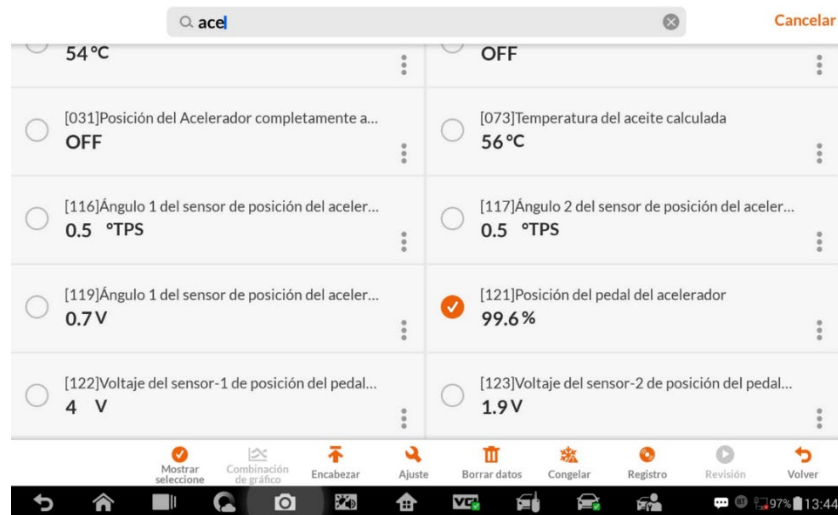 ace
Cancelar
54 °C
OFF
[031]Posición del Acelerador completamente a...
OFF
[073]Temperatura del aceite calculada
56 °C
[116]Ángulo 1 del sensor de posición del aceler...
0.5 °TPS
[117]Ángulo 2 del sensor de posición del aceler...
0.5 °TPS
[119]Ángulo 1 del sensor de posición del aceler...
0.7 V
[121]Posición del pedal del acelerador
99.6 %
[122]Voltaje del sensor-1 de posición del pedal...
4 V
[123]Voltaje del sensor-2 de posición del pedal...
1.9 V
Mostrar
seleccione
Combinación
de gráfico
Encabezar
Ajuste
Borrar datos
Congelar
Registro
Revisión
Volver
97% 13:44